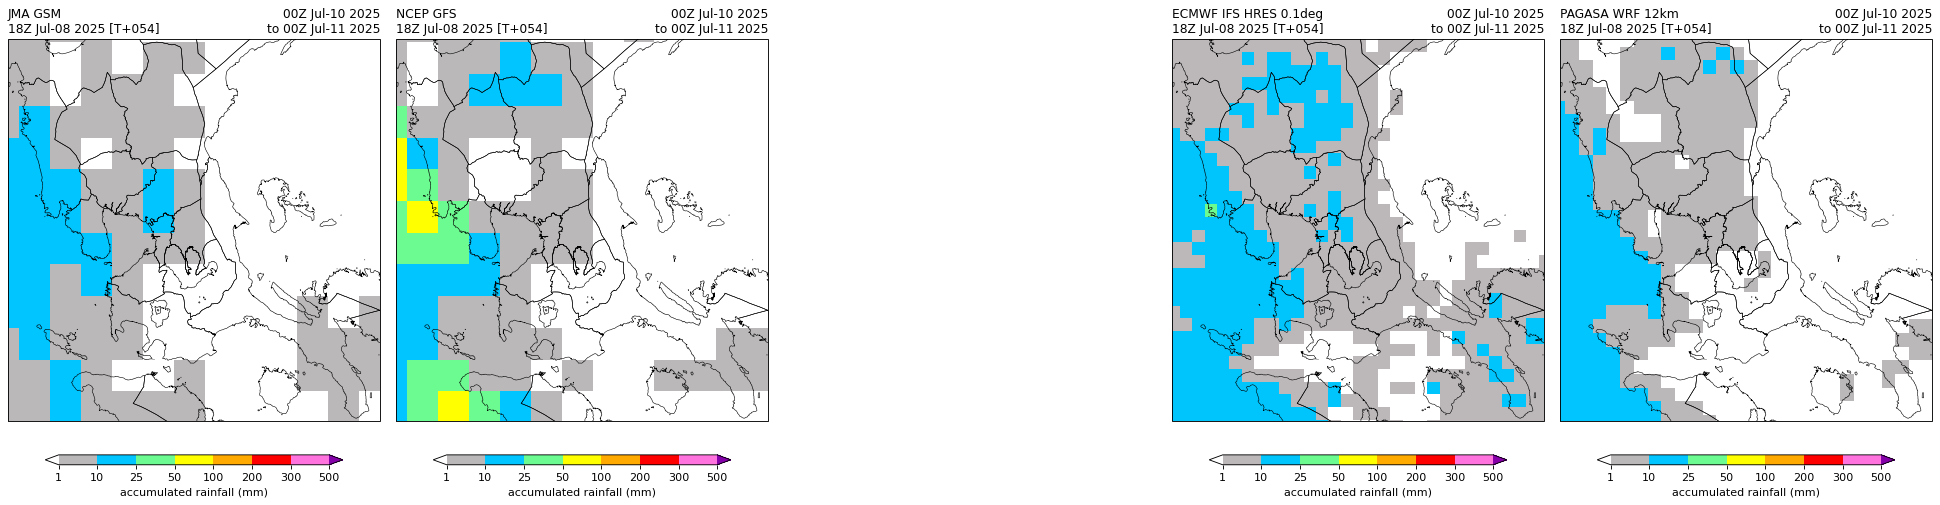 JMA GSM 00Z Jul-10 2025
18Z Jul-08 2025 [T+054] to 00Z Jul-11 2025
NCEP GFS 00Z Jul-10 2025
18Z Jul-08 2025 [T+054] to 00Z Jul-11 2025
ECMWF IFS HRES 0.1deg 00Z Jul-10 2025
18Z Jul-08 2025 [T+054] to 00Z Jul-11 2025
PAGASA WRF 12km 00Z Jul-10 2025
18Z Jul-08 2025 [T+054] to 00Z Jul-11 2025
1 10 25 50 100 200 300 500
accumulated rainfall (mm)
1 10 25 50 100 200 300 500
accumulated rainfall (mm)
1 10 25 50 100 200 300 500
accumulated rainfall (mm)
1 10 25 50 100 200 300 500
accumulated rainfall (mm)